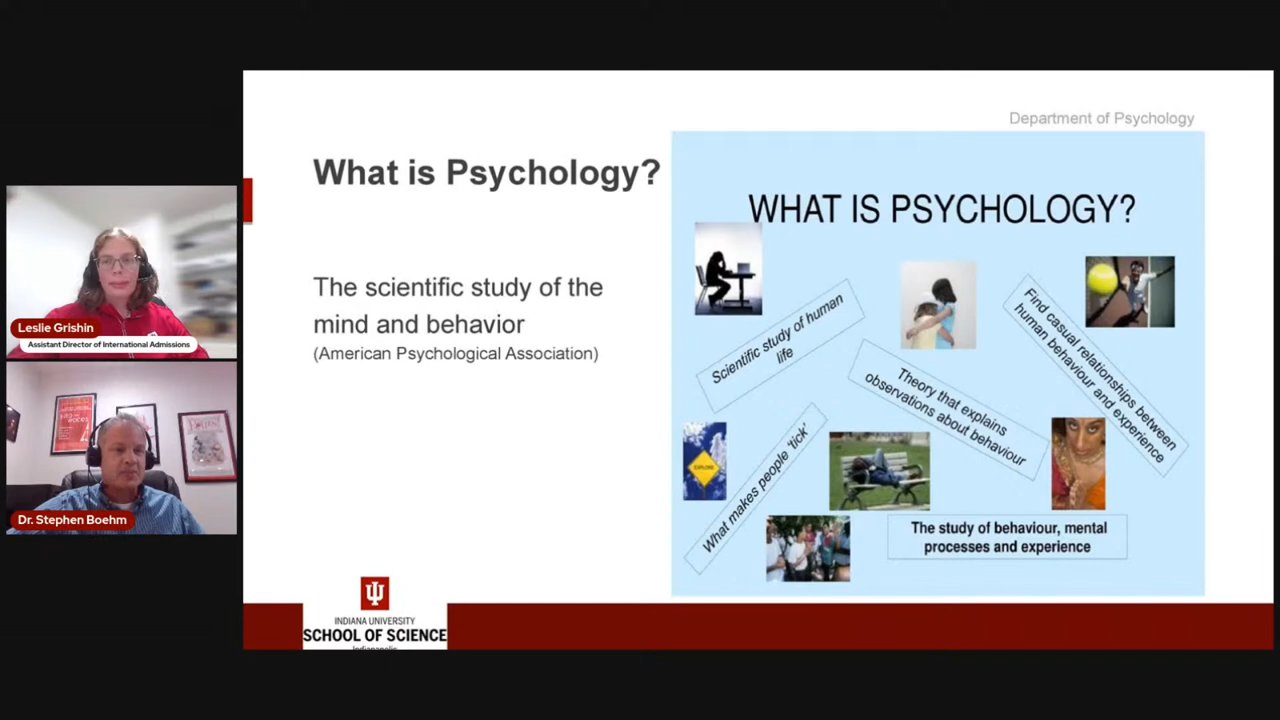 Department of Psychology
What is Psychology?
The scientific study of the
mind and behavior
(American Psychological Association)
WHAT IS PSYCHOLOGY?
Scientific study of human
life
Theory that explains
observations about behaviour
Find casual relationships between
human behaviour and experience
What makes people 'tick'
EXPLORE
The study of behaviour, mental
processes and experience
Leslie Grishin
Assistant Director of International Admissions
Dr. Stephen Boehm
INDIANA UNIVERSITY
SCHOOL OF SCIENCE
Indianapolis